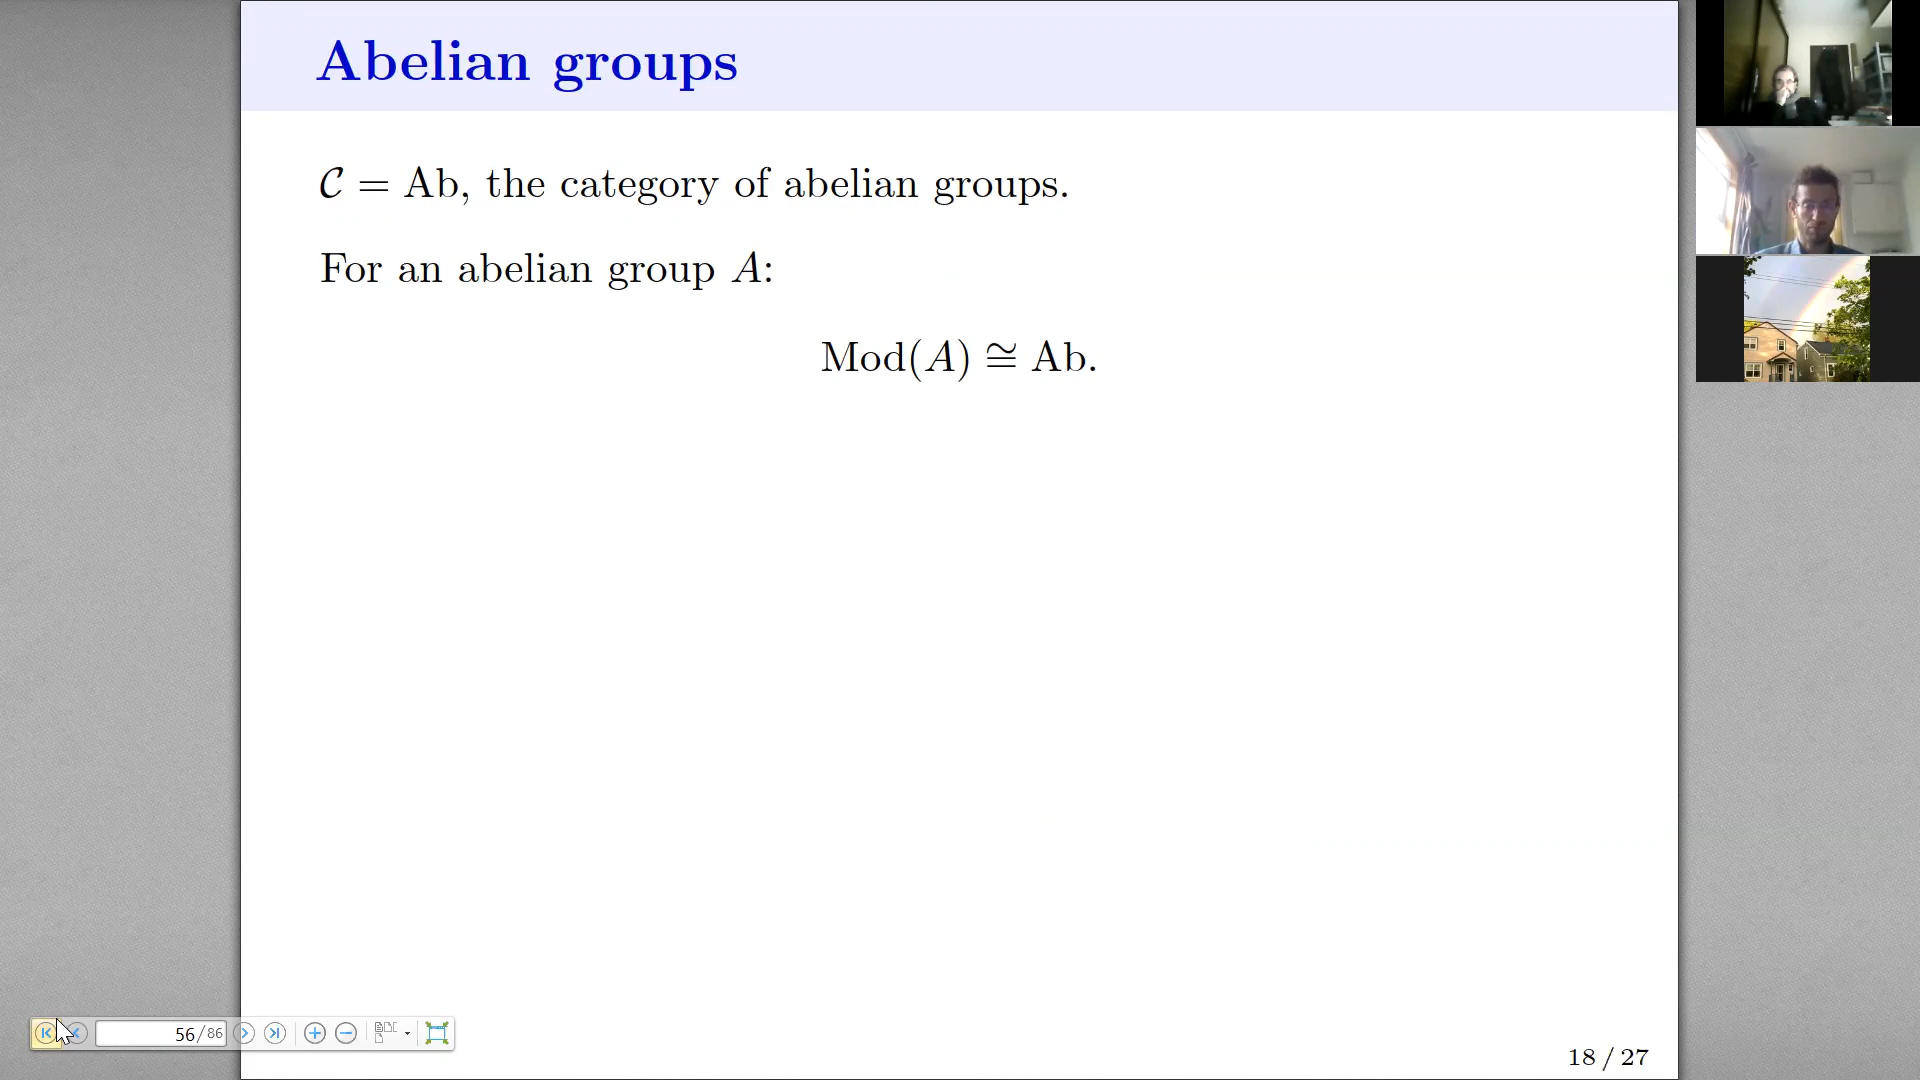 Abelian groups
𝒞 = Ab, the category of abelian groups.
For an abelian group A:
Mod(A) ≅ Ab.
56/86
18 / 27